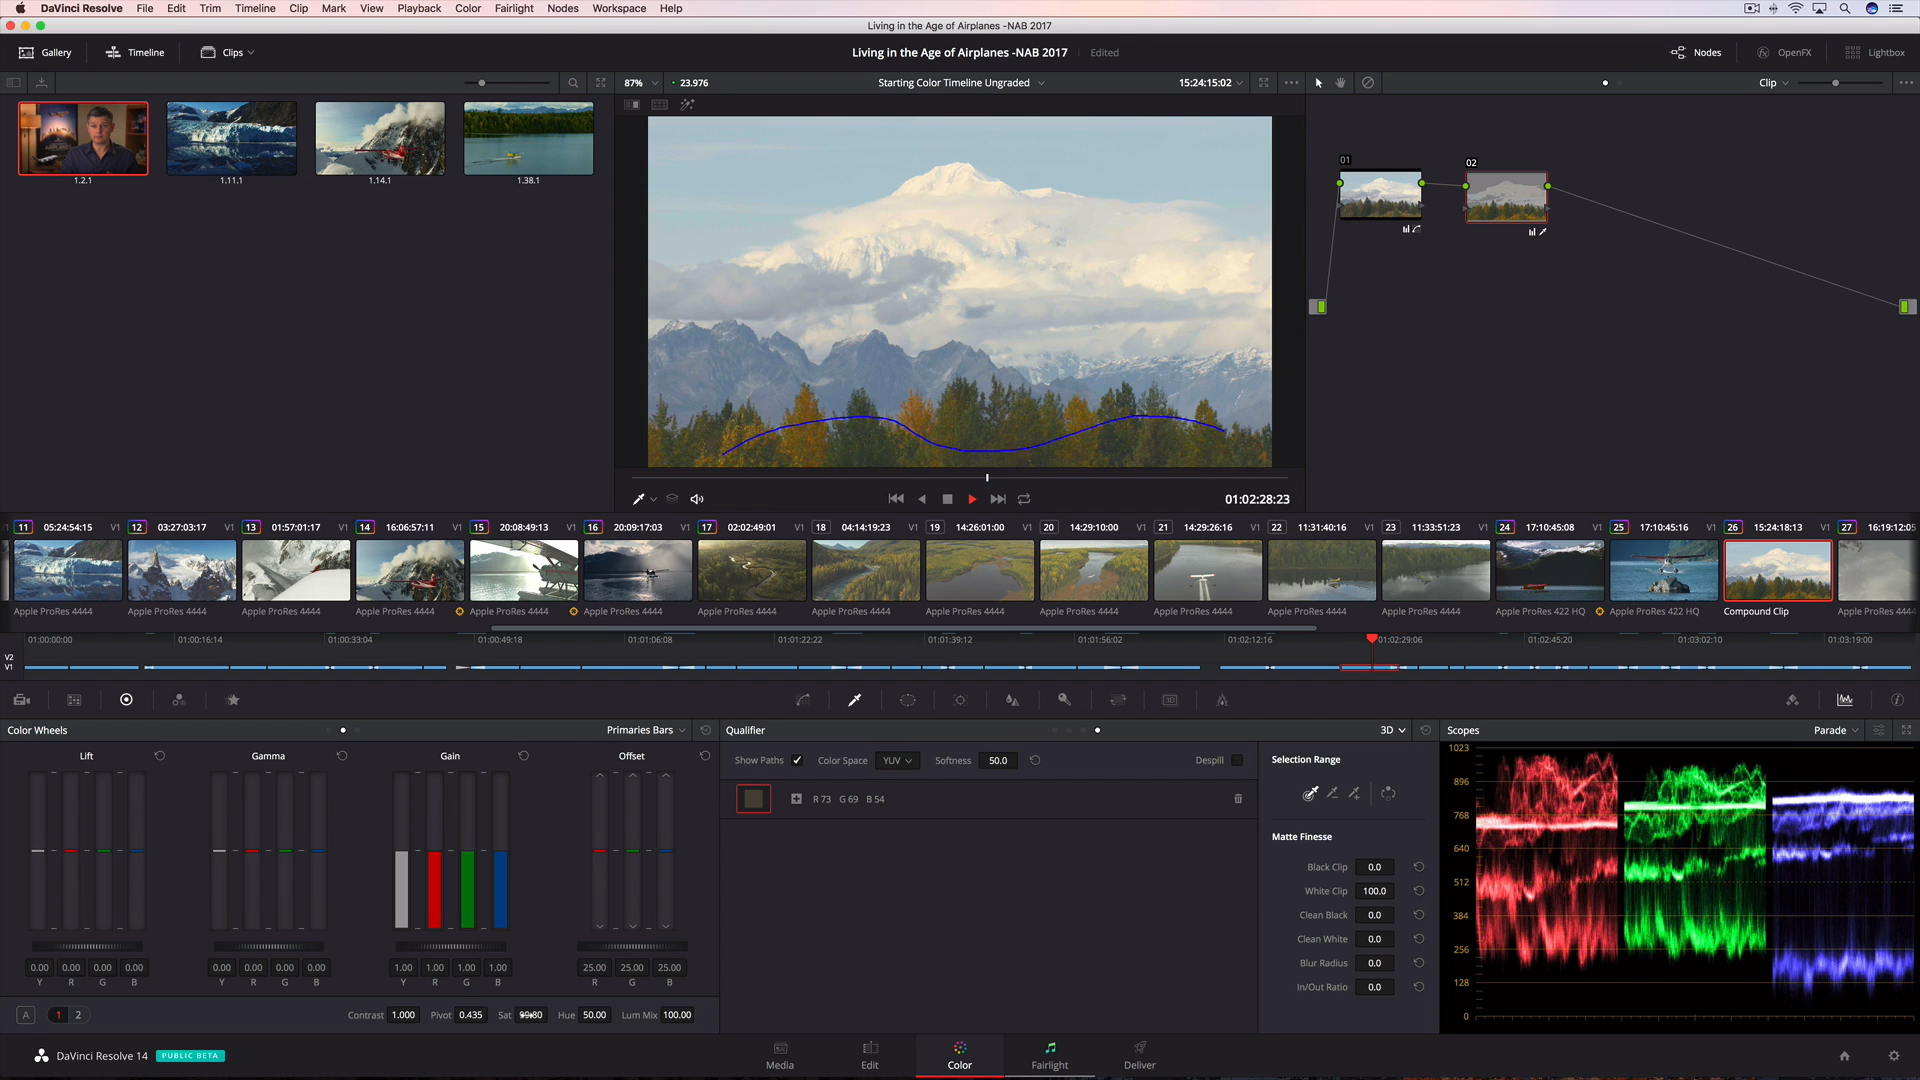 DaVinci Resolve File Edit Trim Timeline Clip Mark View Playback Color Fairlight Nodes Workspace Help
Living in the Age of Airplanes -NAB 2017
Gallery Timeline Clips Living in the Age of Airplanes -NAB 2017 Edited Nodes OpenFX Lightbox
87% 23.976 Starting Color Timeline Ungraded 15:24:15:02 Clip
1.2.1 1.11.1 1.14.1 1.38.1
01 02
01:02:28:23
V1 11 05:24:54:15 V1 12 03:27:03:17 V1 13 01:57:01:17 V1 14 16:06:57:11 V1 15 20:08:49:13 V1 16 20:09:17:03 V1 17 02:02:49:01 V1 18 04:14:19:23 V1 19 14:26:01:00 V1 20 14:29:10:00 V1 21 14:29:26:16 V1 22 11:31:40:16 V1 23 11:33:51:23 V1 24 17:10:45:08 V1 25 17:10:45:16 V1 26 15:24:18:13 V1 27 16:19:12:05
Apple ProRes 4444 Apple ProRes 4444 Apple ProRes 4444 Apple ProRes 4444 Apple ProRes 4444 Apple ProRes 4444 Apple ProRes 4444 Apple ProRes 4444 Apple ProRes 4444 Apple ProRes 4444 Apple ProRes 4444 Apple ProRes 4444 Apple ProRes 4444 Apple ProRes 422 HQ Apple ProRes 422 HQ Compound Clip Apple ProRes 4444
01:00:00:00 01:00:16:14 01:00:33:04 01:00:49:18 01:01:06:08 01:01:22:22 01:01:39:12 01:01:56:02 01:02:12:16 01:02:29:06 01:02:45:20 01:03:02:10 01:03:19:00
V2
V1
3D
Color Wheels Primaries Bars Qualifier 3D Scopes Parade
Lift Gamma Gain Offset
Show Paths Color Space YUV Softness 50.0 Despill
R 73 G 69 B 54
Selection Range
Matte Finesse
Black Clip 0.0
White Clip 100.0
Clean Black 0.0
Clean White 0.0
Blur Radius 0.0
In/Out Ratio 0.0
1023
896
768
640
512
384
256
128
0
0.00 0.00 0.00 0.00 0.00 0.00 0.00 0.00 1.00 1.00 1.00 1.00 25.00 25.00 25.00
Y R G B Y R G B Y R G B R G B
A 1 2 Contrast 1.000 Pivot 0.435 Sat Hue 50.00 Lum Mix 100.00
DaVinci Resolve 14 PUBLIC BETA Media Edit Color Fairlight Deliver